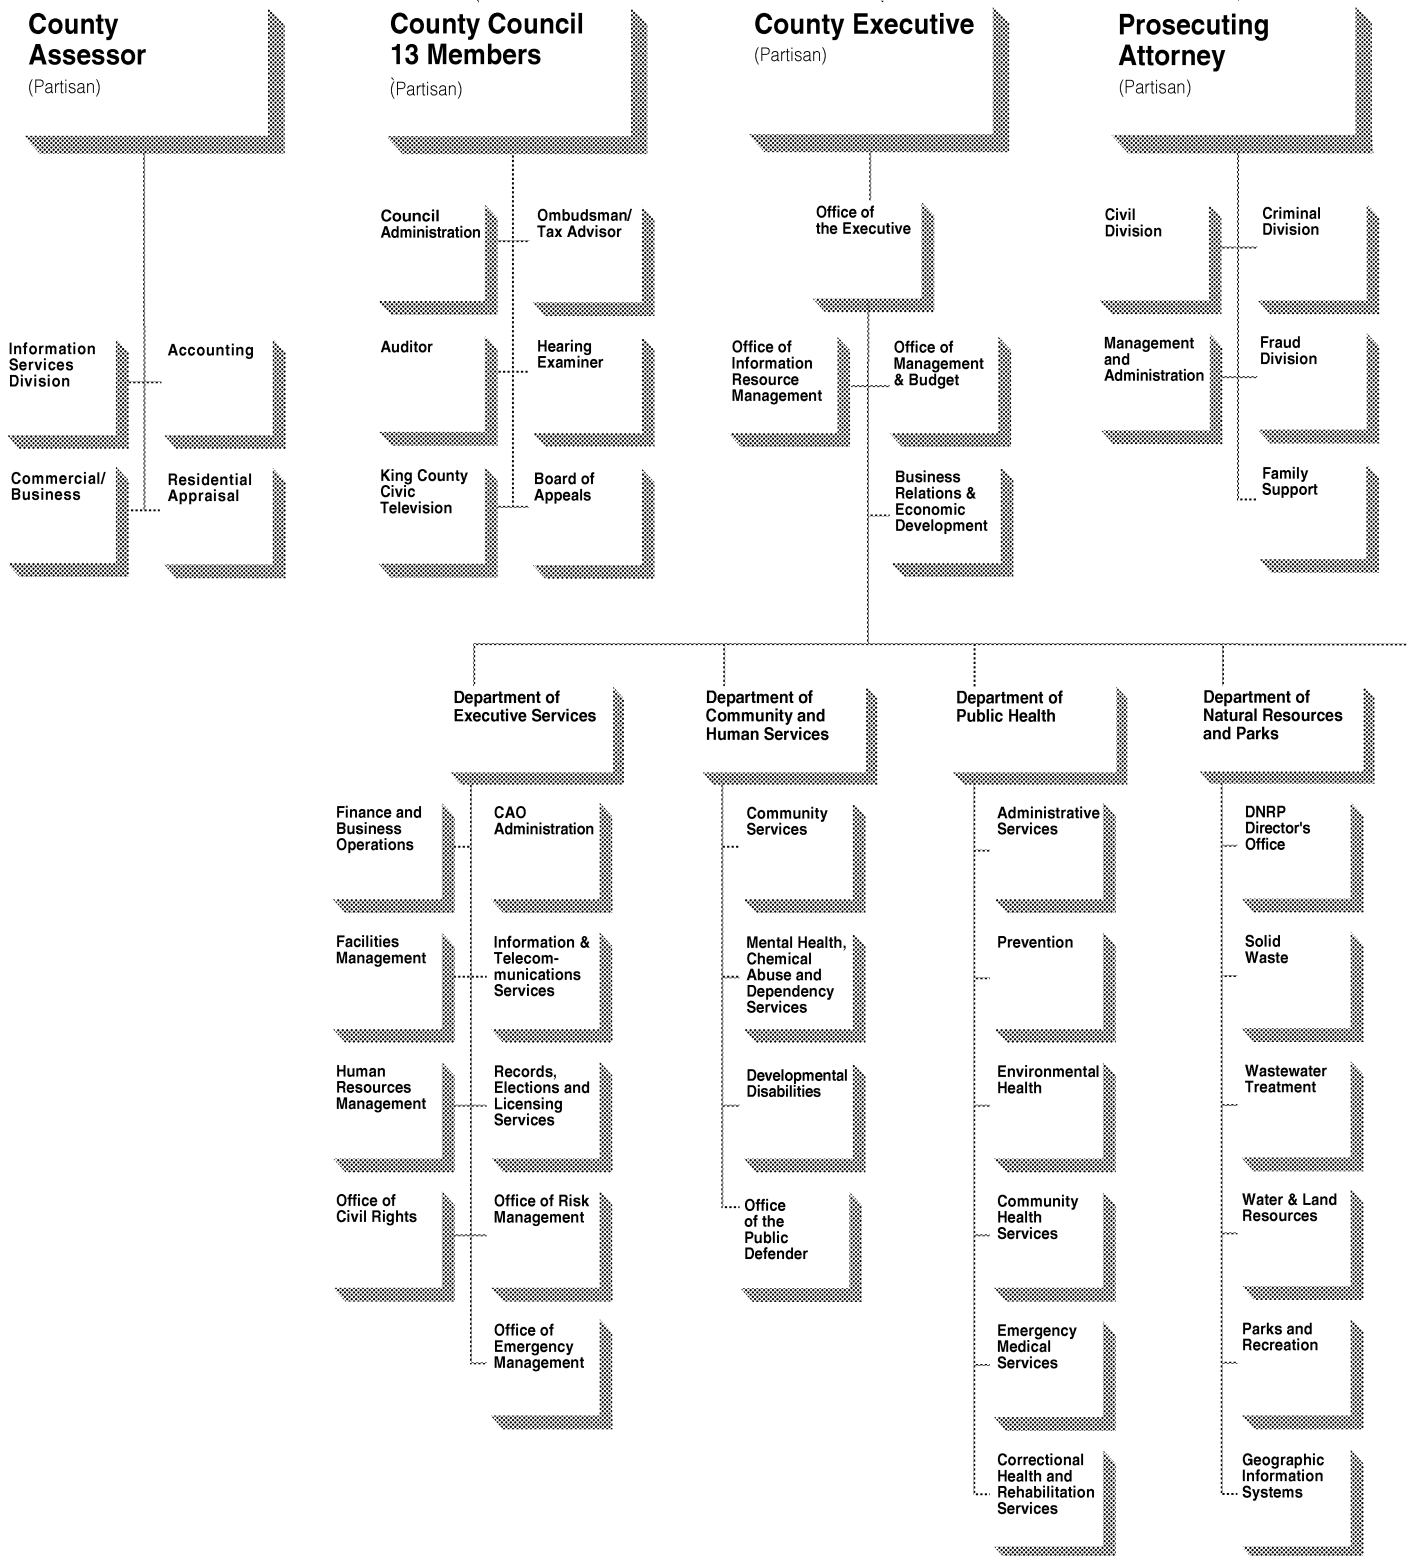 County
Assessor
(Partisan)
County Council
13 Members
(Partisan)
County Executive
(Partisan)
Prosecuting
Attorney
(Partisan)
Information
Services
Division
Accounting
Commercial/
Business
Residential
Appraisal
Council
Administration
Ombudsman/
Tax Advisor
Auditor
Hearing
Examiner
King County
Civic
Television
Board of
Appeals
Office of
the Executive
Office of
Information
Resource
Management
Office of
Management
& Budget
Business
Relations &
Economic
Development
Civil
Division
Criminal
Division
Management
and
Administration
Fraud
Division
Family
Support
Department of
Executive Services
Finance and
Business
Operations
CAO
Administration
Facilities
Management
Information &
Telecom-
munications
Services
Human
Resources
Management
Records,
Elections and
Licensing
Services
Office of
Civil Rights
Office of Risk
Management
Office of
Emergency
Management
Department of
Community and
Human Services
Community
Services
Mental Health,
Chemical
Abuse and
Dependency
Services
Developmental
Disabilities
Office
of the
Public
Defender
Department of
Public Health
Administrative
Services
Prevention
Environmental
Health
Community
Health
Services
Emergency
Medical
Services
Correctional
Health and
Rehabilitation
Services
Department of
Natural Resources
and Parks
DNRP
Director's
Office
Solid
Waste
Wastewater
Treatment
Water & Land
Resources
Parks and
Recreation
Geographic
Information
Systems